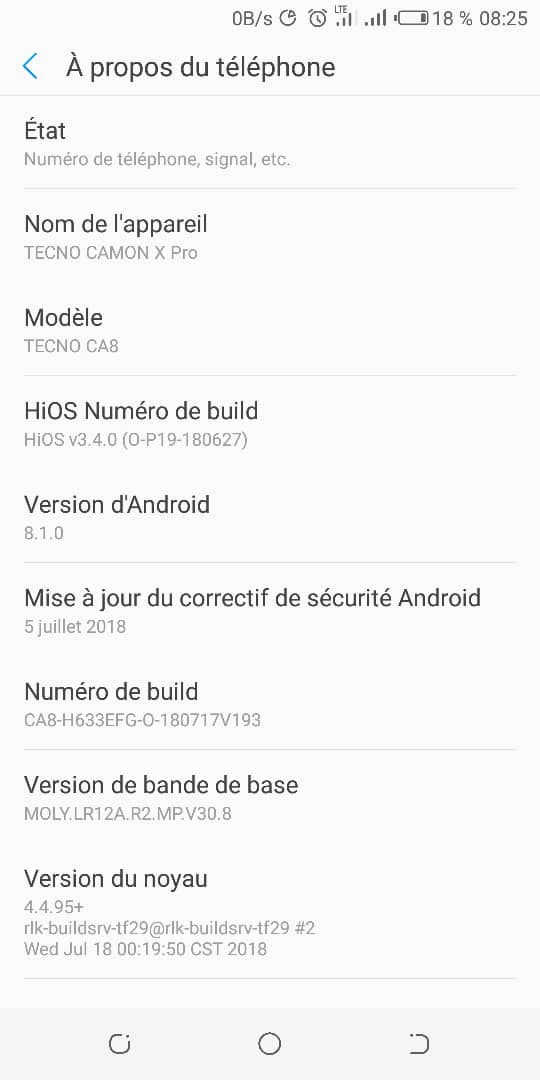 0B/s LTE 18 % 08:25
À propos du téléphone
État
Numéro de téléphone, signal, etc.
Nom de l'appareil
TECNO CAMON X Pro
Modèle
TECNO CA8
HiOS Numéro de build
HiOS v3.4.0 (O-P19-180627)
Version d'Android
8.1.0
Mise à jour du correctif de sécurité Android
5 juillet 2018
Numéro de build
CA8-H633EFG-O-180717V193
Version de bande de base
MOLY.LR12A.R2.MP.V30.8
Version du noyau
4.4.95+
rlk-buildsrv-tf29@rlk-buildsrv-tf29 #2
Wed Jul 18 00:19:50 CST 2018